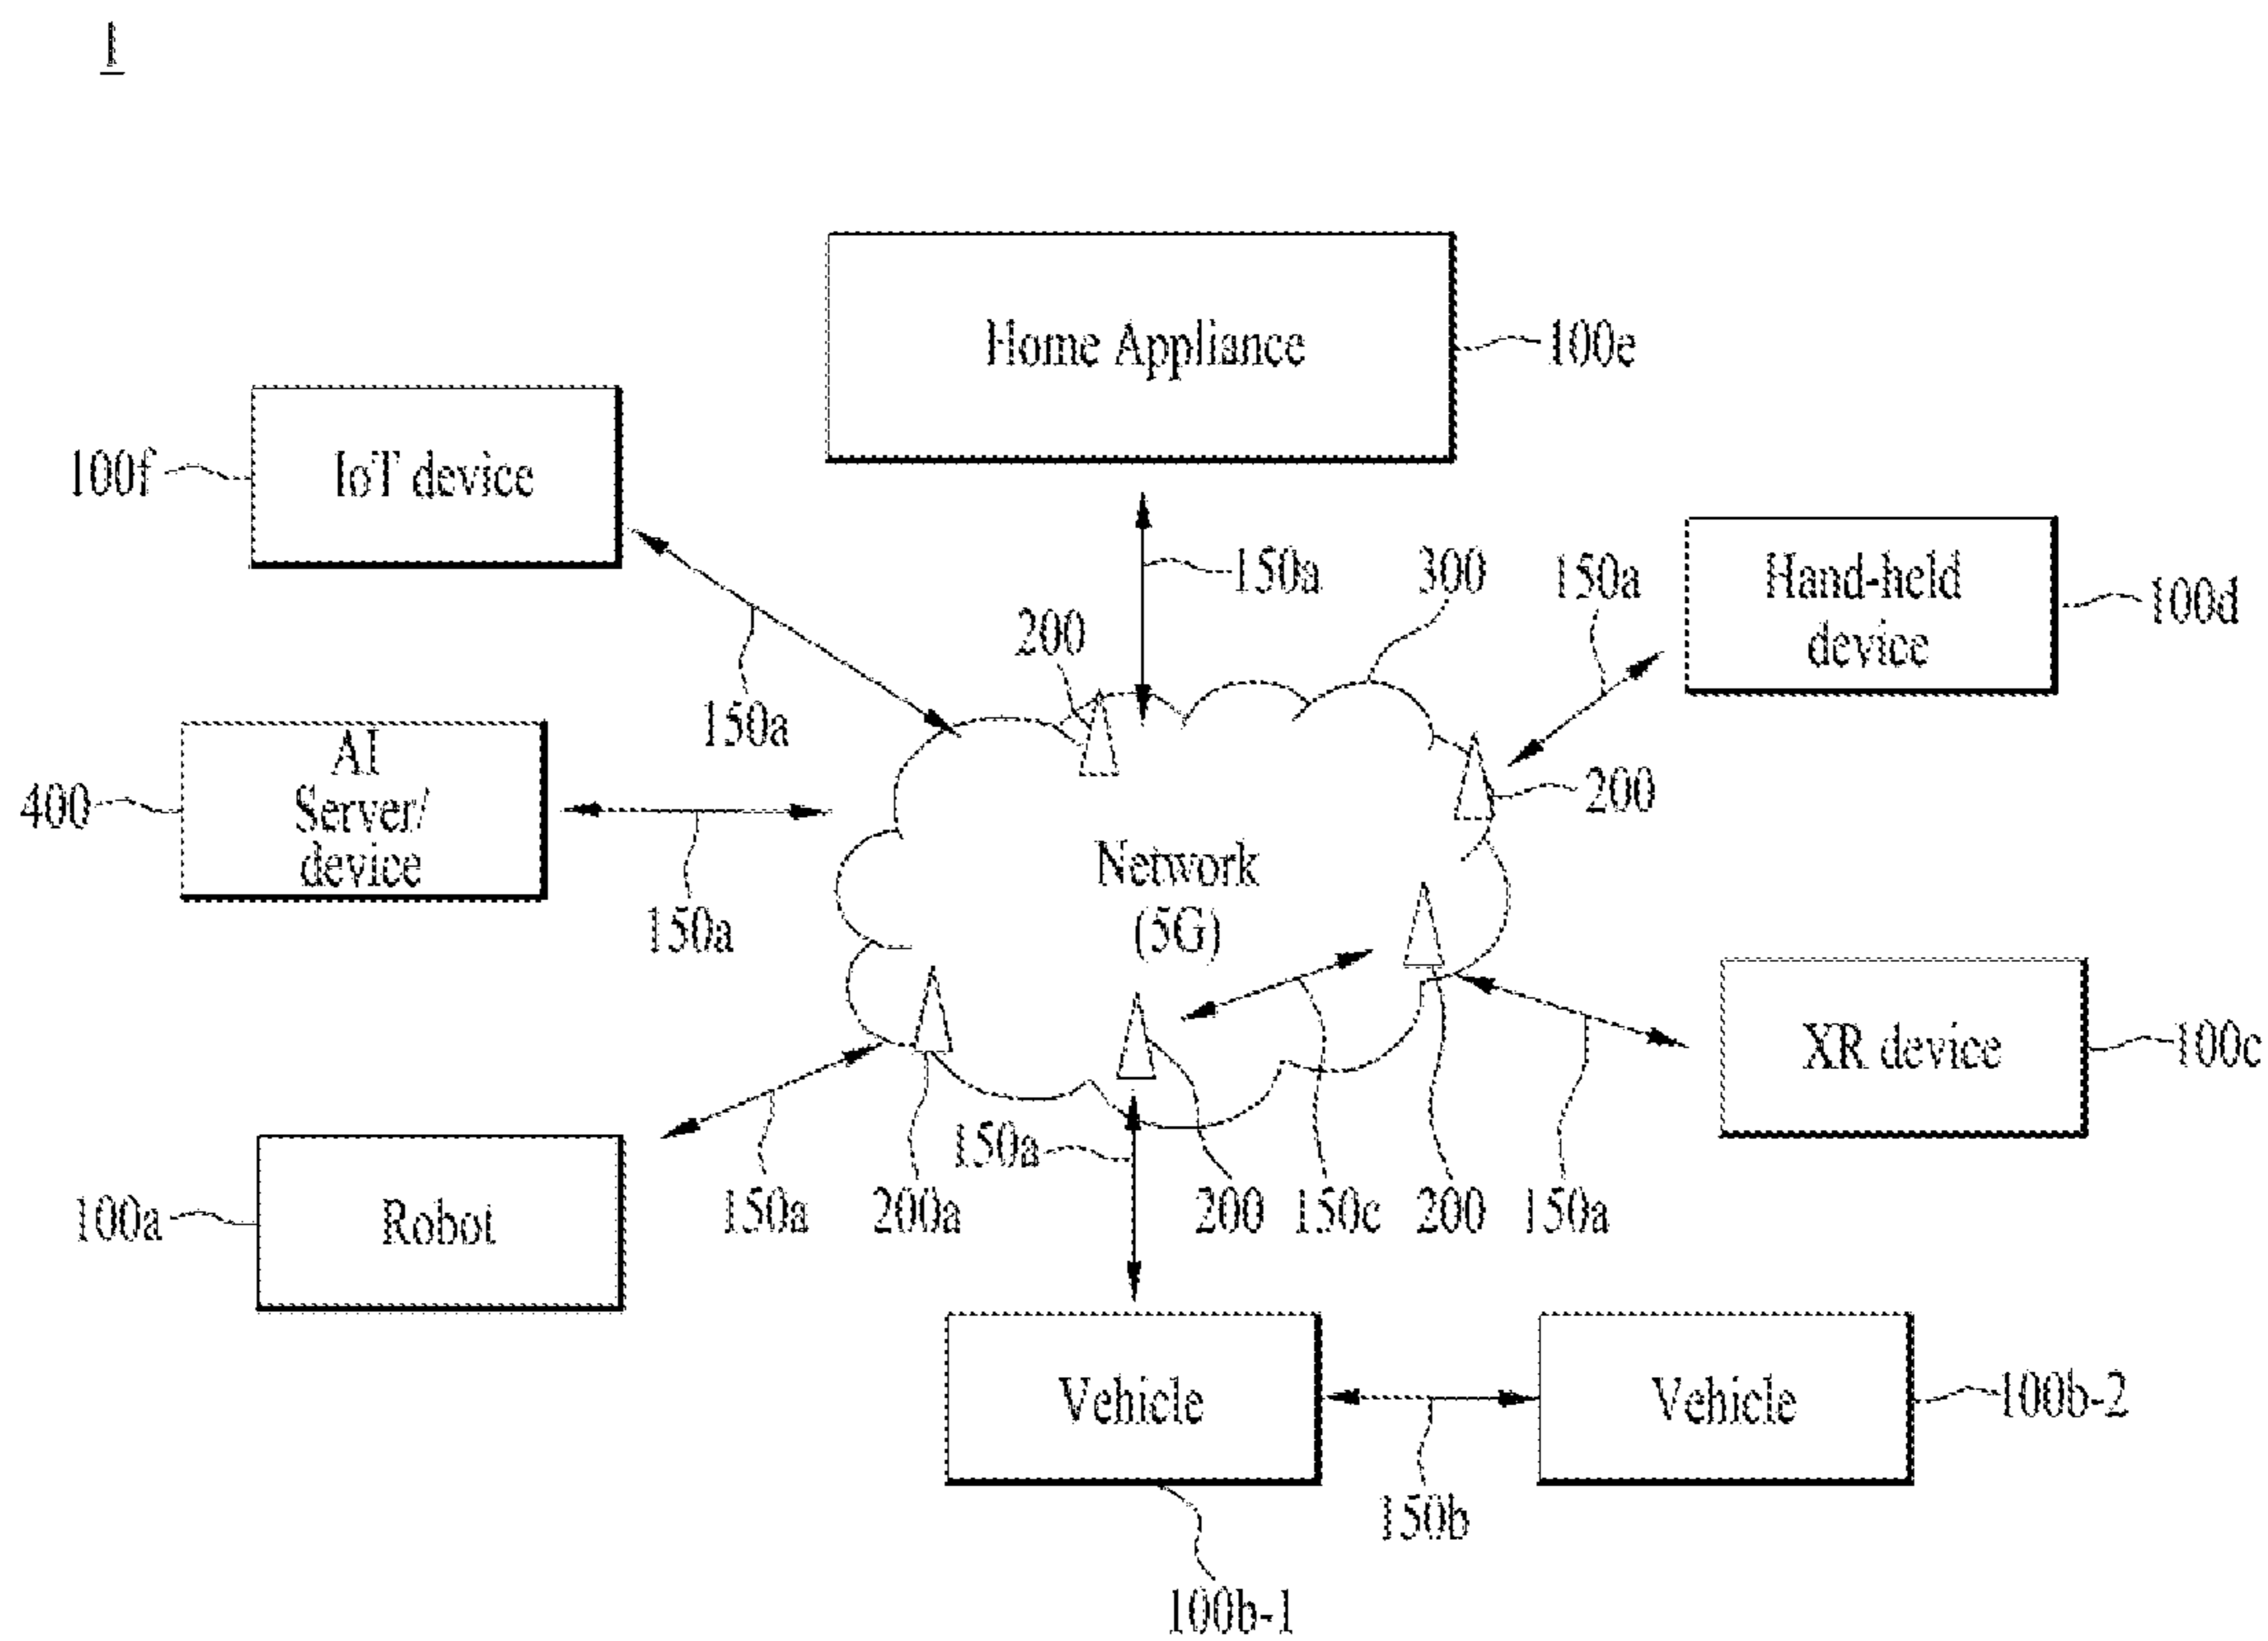 1
Home Appliance
100e
100f
IoT device
150a
300
150a
Hand-held
device
100d
200
150a
400
AI
Server/
device
150a
200
Network
(5G)
XR device
100c
150a
100a
Robot
150a
200a
200
150c
200
150a
Vehicle
Vehicle
100b-2
150b
100b-1